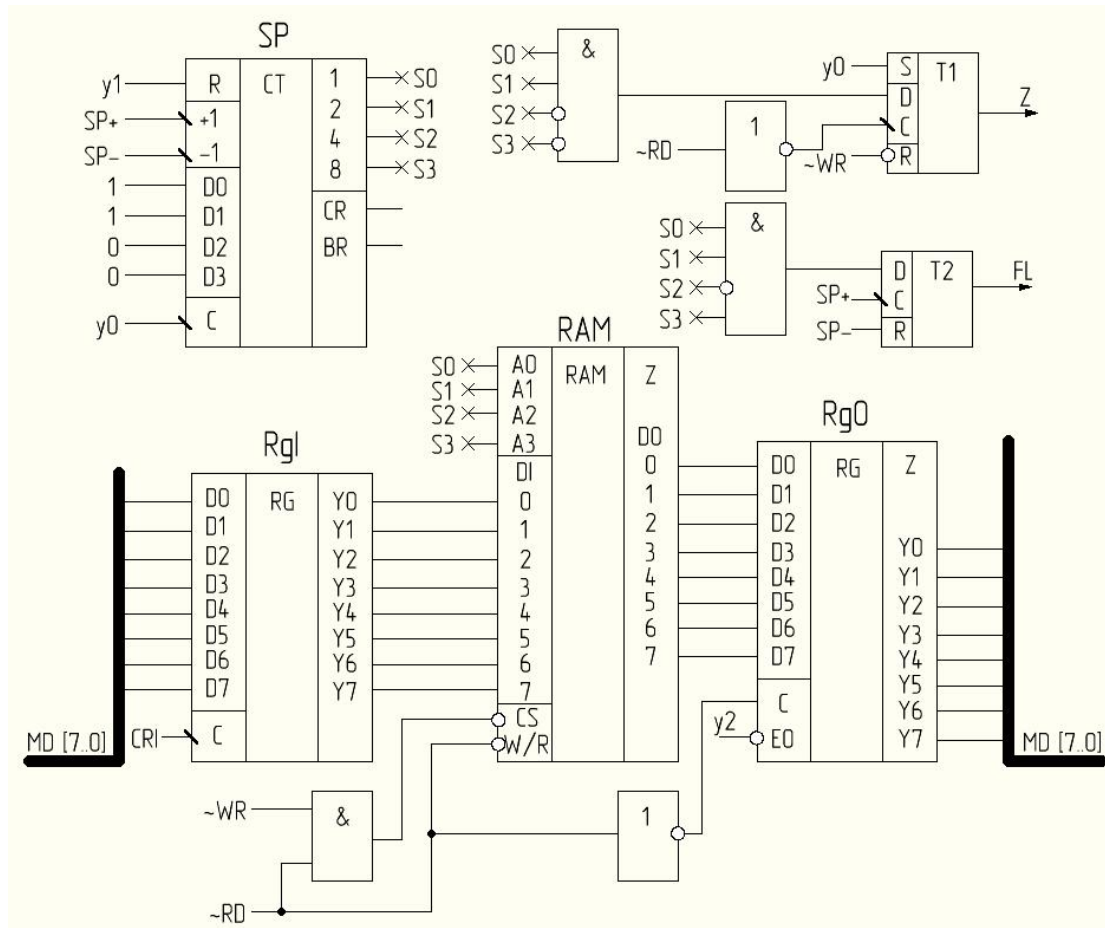 SP
y1
R
CT
1
S0
SP+
+1
2
S1
SP-
-1
4
S2
8
S3
1
D0
1
D1
CR
0
D2
BR
0
D3
y0
C
S0
S1
S2
S3
&
~RD
1
y0
S
T1
D
C
~WR
R
Z
S0
S1
S2
S3
&
D
T2
SP+
C
SP-
R
FL
RAM
S0
A0
RAM
Z
S1
A1
S2
A2
S3
A3
DI
0
1
2
3
4
5
6
7
CS
W/R
DO
0
1
2
3
4
5
6
7
RgI
D0
RG
Y0
D1
Y1
D2
Y2
D3
Y3
D4
Y4
D5
Y5
D6
Y6
D7
Y7
MD [7..0]
CRI
C
RgO
D0
RG
Z
D1
D2
D3
D4
D5
D6
D7
Y0
Y1
Y2
Y3
Y4
Y5
Y6
Y7
C
y2
EO
MD [7..0]
~WR
&
1
~RD